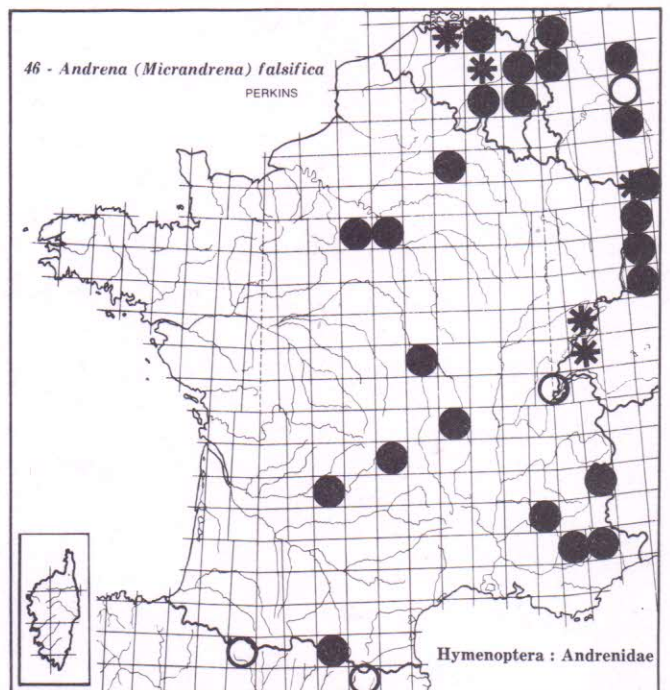 46 - Andrena (Micrandrena) falsifica
PERKINS
Hymenoptera : Andrenidae